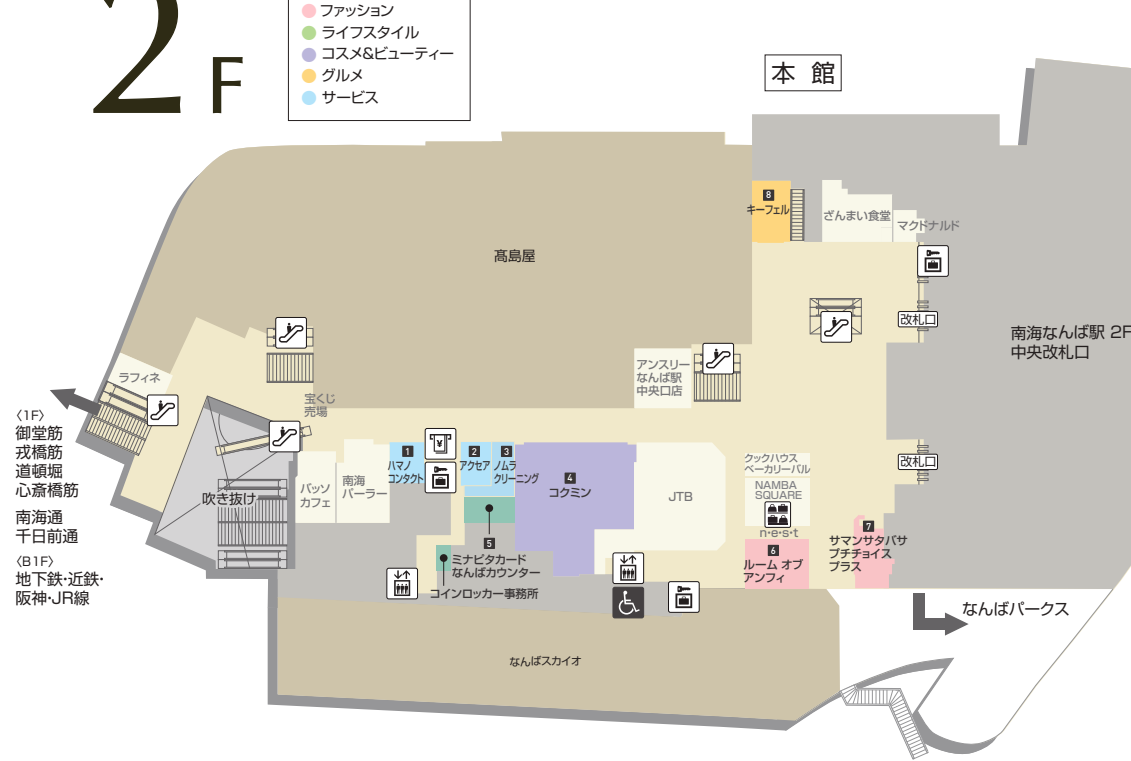 2F
ファッション
ライフスタイル
コスメ&ビューティー
グルメ
サービス
本 館
8
キーフェル
ざんまい食堂
マクドナルド
髙島屋
改札口
南海なんば駅 2F
中央改札口
アンスリー
なんば駅
中央口店
ラフィネ
宝くじ
売場
〈1F〉
御堂筋
戎橋筋
道頓堀
心斎橋筋
南海通
千日前通
〈B1F〉
地下鉄・近鉄・
阪神・JR線
吹き抜け
パッソ
カフェ
南海
パーラー
1
ハマノ
コンタクト
¥
2
アクセア
3
ノムラ
クリーニング
4
コクミン
JTB
クックハウス
ベーカリーバル
NAMBA
SQUARE
n・e・s・t
改札口
5
ミナピタカード
なんばカウンター
コインロッカー事務所
6
ルーム オブ
アンフィ
7
サマンサタバサ
プチチョイス
プラス
なんばパークス
なんばスカイオ